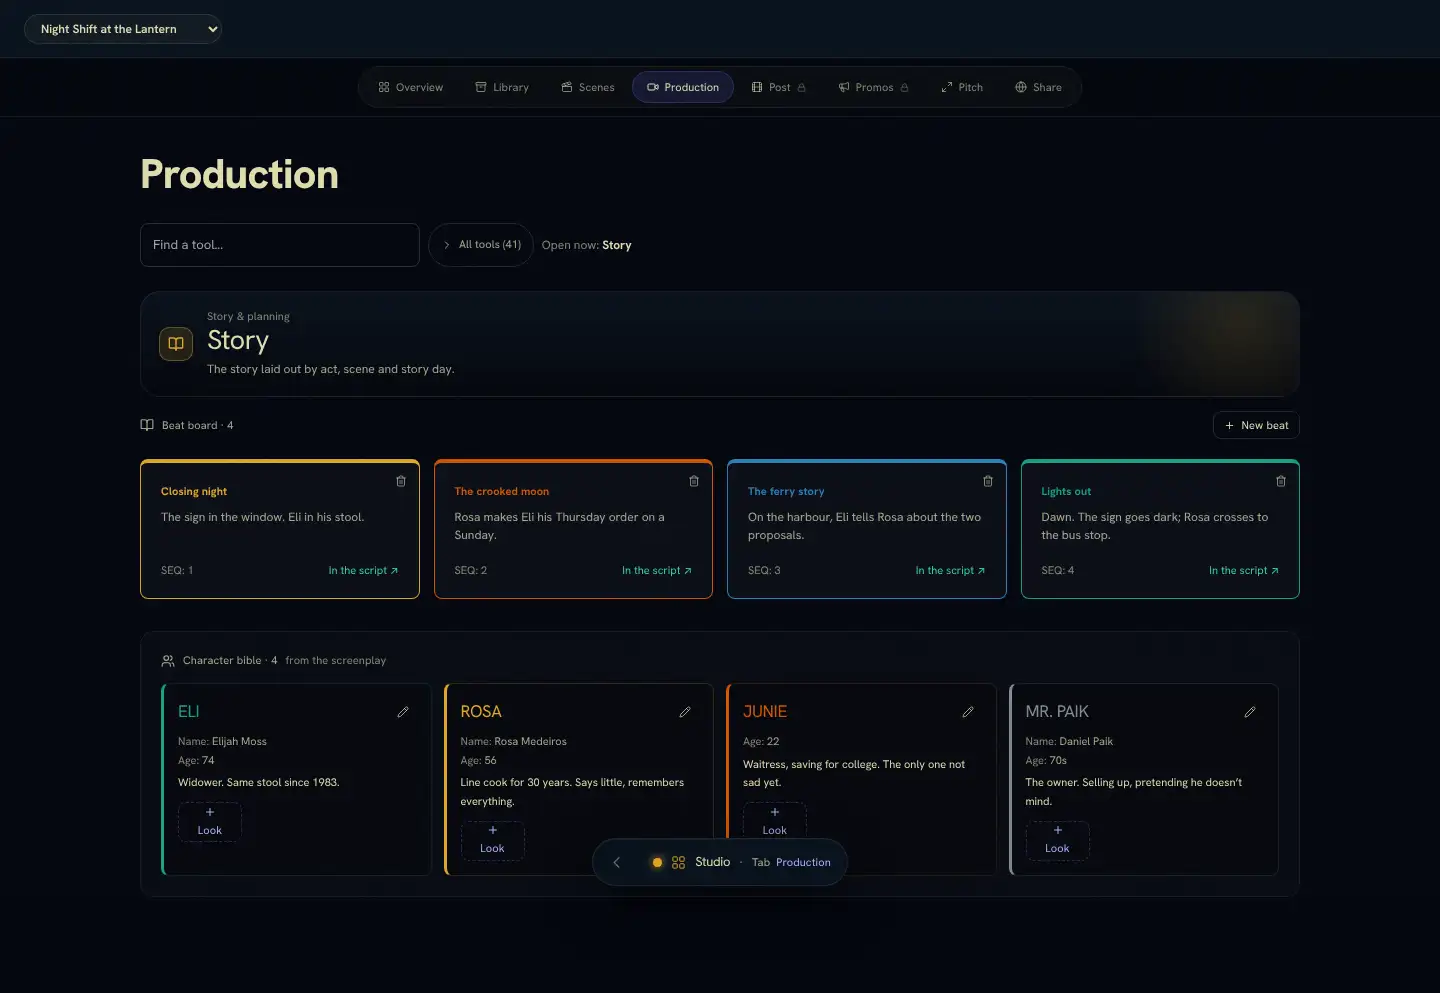 Night Shift at the Lantern
Overview
Library
Scenes
Production
Post
Promos
Pitch
Share
Production
Find a tool...
All tools (41)
Open now: Story
Story & planning
Story
The story laid out by act, scene and story day.
Beat board · 4
New beat
Closing night
The sign in the window. Eli in his stool.
SEQ: 1
In the script ↗
The crooked moon
Rosa makes Eli his Thursday order on a
Sunday.
SEQ: 2
In the script ↗
The ferry story
On the harbour, Eli tells Rosa about the two
proposals.
SEQ: 3
In the script ↗
Lights out
Dawn. The sign goes dark; Rosa crosses to
the bus stop.
SEQ: 4
In the script ↗
Character bible · 4 from the screenplay
ELI
Name: Elijah Moss
Age: 74
Widower. Same stool since 1983.
+
Look
ROSA
Name: Rosa Medeiros
Age: 56
Line cook for 30 years. Says little, remembers
everything.
+
Look
JUNIE
Age: 22
Waitress, saving for college. The only one not
sad yet.
+
Look
MR. PAIK
Name: Daniel Paik
Age: 70s
The owner. Selling up, pretending he doesn't
mind.
+
Look
Studio · Tab Production